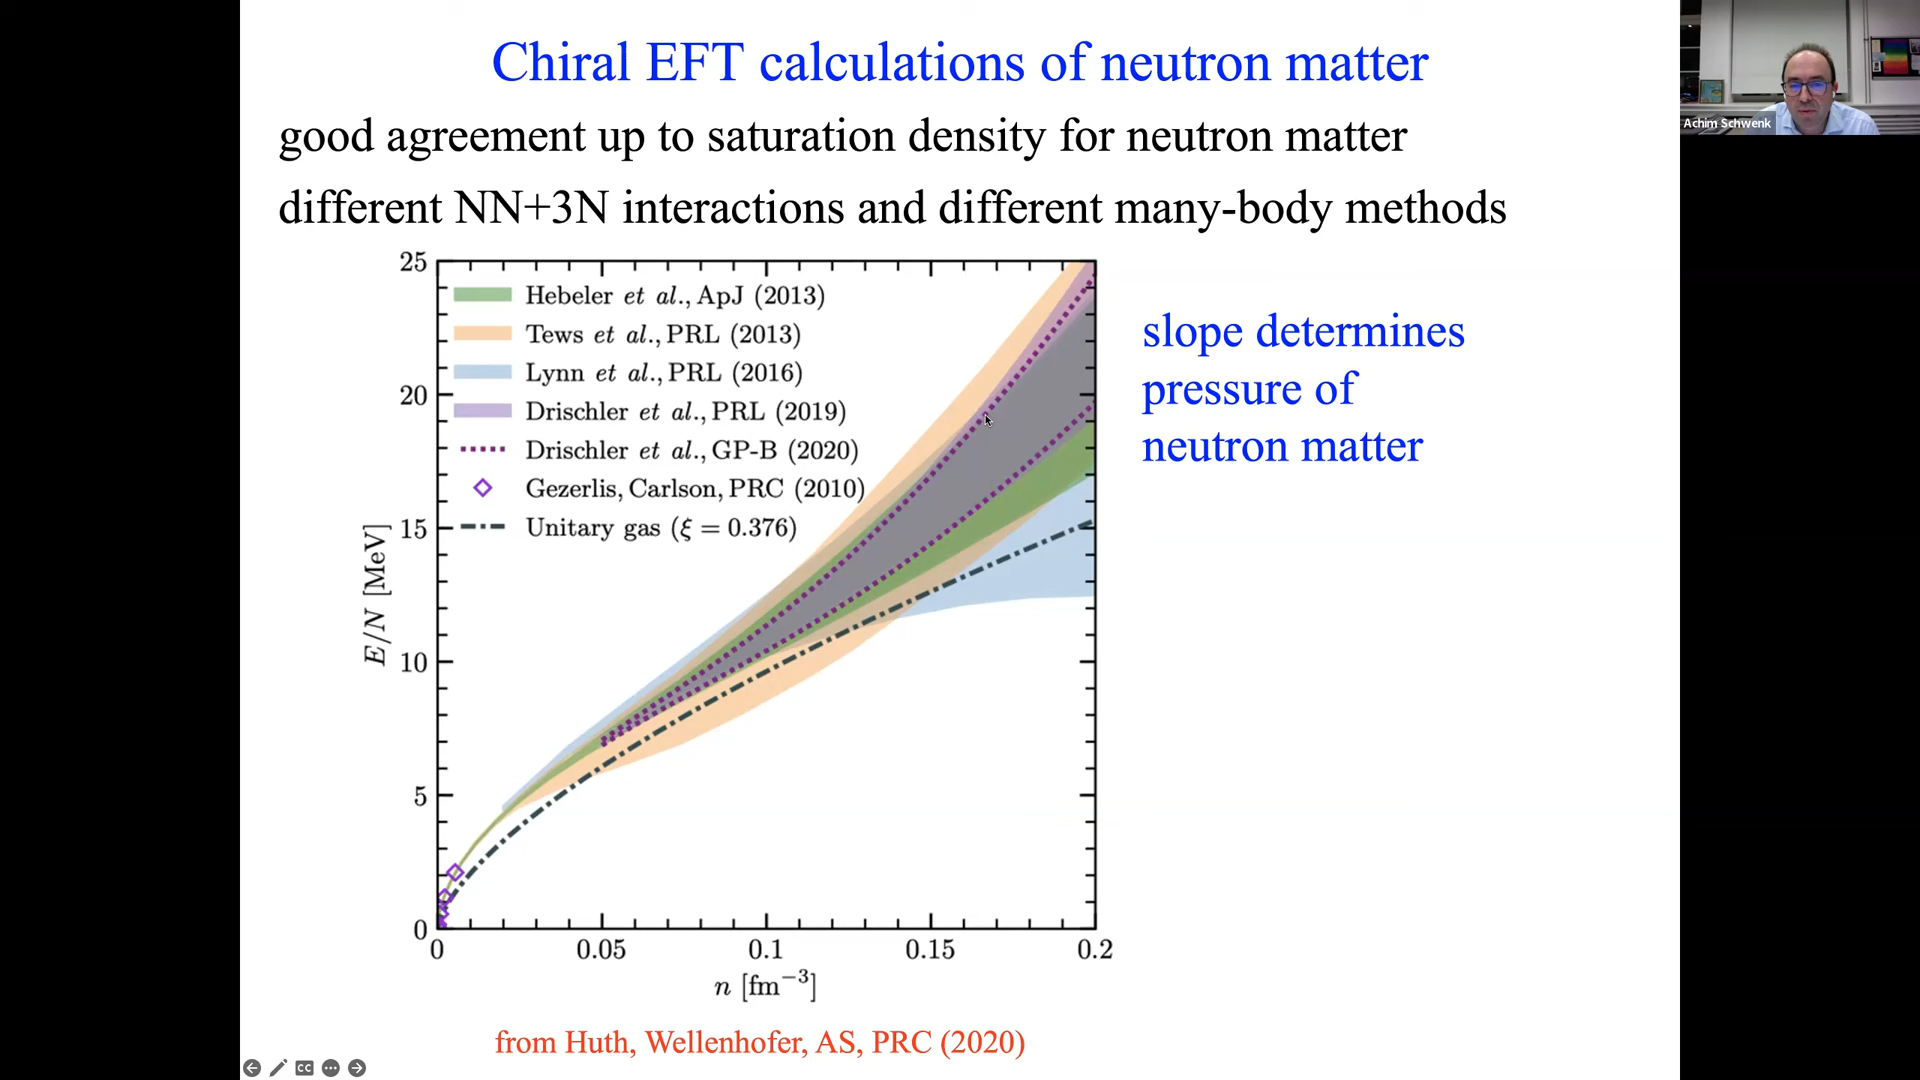 Chiral EFT calculations of neutron matter
good agreement up to saturation density for neutron matter
different NN+3N interactions and different many-body methods
25
20
15
10
5
0
E/N [MeV]
Hebeler et al., ApJ (2013)
Tews et al., PRL (2013)
Lynn et al., PRL (2016)
Drischler et al., PRL (2019)
Drischler et al., GP-B (2020)
Gezerlis, Carlson, PRC (2010)
Unitary gas (ξ = 0.376)
0 0.05 0.1 0.15 0.2
n [fm⁻³]
slope determines
pressure of
neutron matter
from Huth, Wellenhofer, AS, PRC (2020)
CC
Achim Schwenk